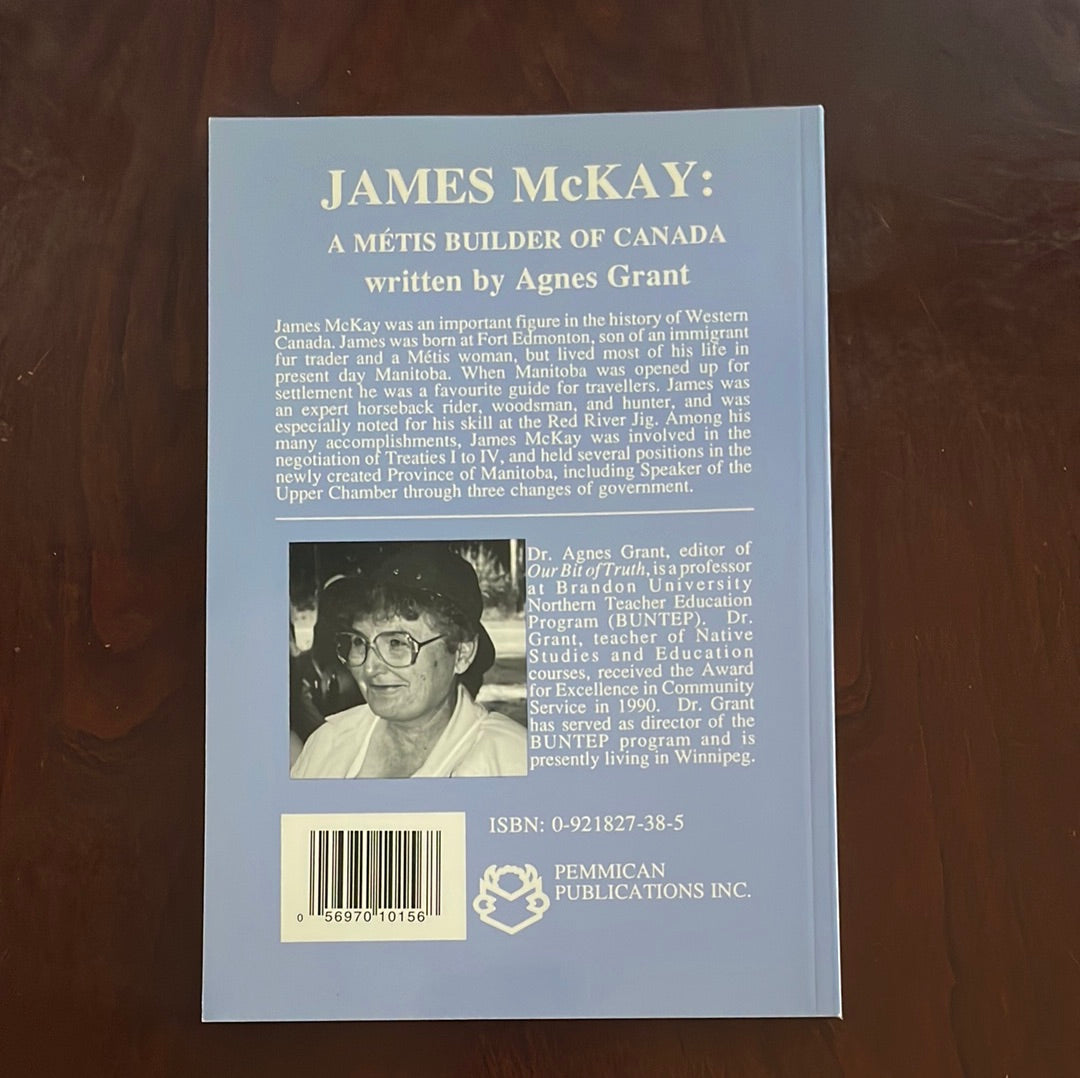 JAMES McKAY:
A MÉTIS BUILDER OF CANADA
written by Agnes Grant
James McKay was an important figure in the history of Western
Canada. James was born at Fort Edmonton, son of an immigrant
fur trader and a Métis woman, but lived most of his life in
present day Manitoba. When Manitoba was opened up for
settlement he was a favourite guide for travellers. James was
an expert horseback rider, woodsman, and hunter, and was
especially noted for his skill at the Red River Jig. Among his
many accomplishments, James McKay was involved in the
negotiation of Treaties I to IV, and held several positions in the
newly created Province of Manitoba, including Speaker of the
Upper Chamber through three changes of government.
Dr. Agnes Grant, editor of
Our Bit of Truth, is a professor
at Brandon University
Northern Teacher Education
Program (BUNTEP). Dr.
Grant, teacher of Native
Studies and Education
courses, received the Award
for Excellence in Community
Service in 1990. Dr. Grant
has served as director of the
BUNTEP program and is
presently living in Winnipeg.
ISBN: 0-921827-38-5
PEMMICAN
PUBLICATIONS INC.
0 56970 10156